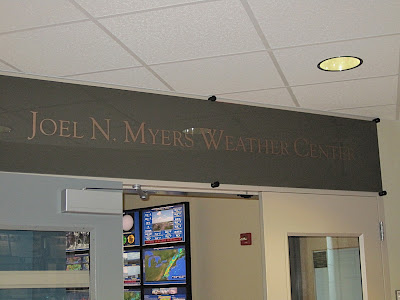 JOEL N. MYERS WEATHER CENTER